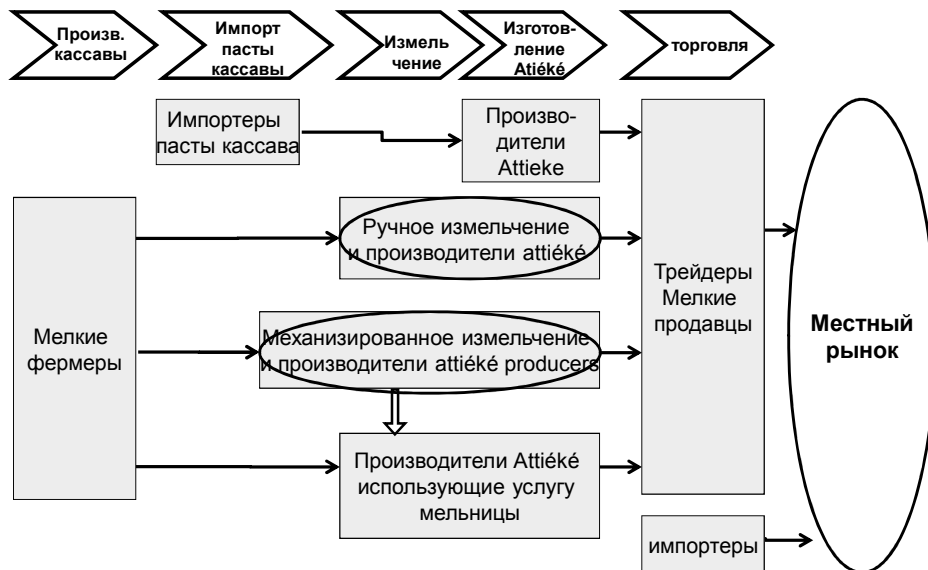 Произв.
кассавы
Импорт
пасты
кассавы
Измель
чение
Изготов-
ление
Atiéké
торговля
Импортеры
пасты кассава
Произво-
дители
Attieke
Ручное измельчение
и производители attiéké
Трейдеры
Мелкие
продавцы
Местный
рынок
Мелкие
фермеры
Механизированное измельчение
и производители attiéké producers
Производители Attiéké
использующие услугу
мельницы
импортеры